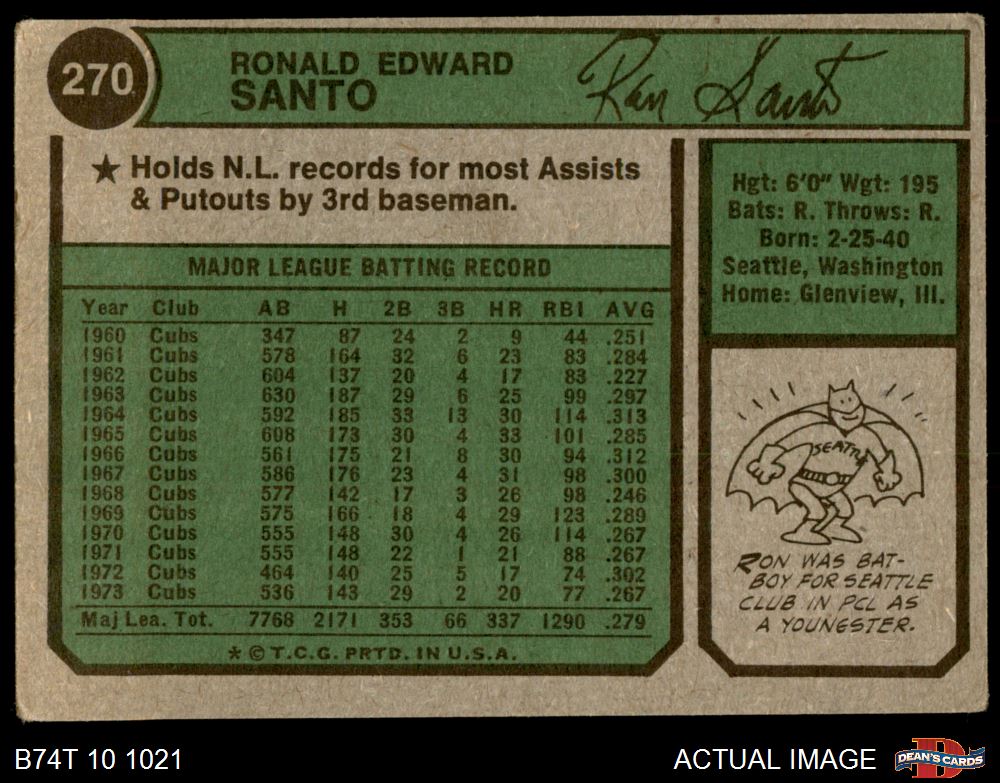 270
RONALD EDWARD
SANTO
Ron Santo
★ Holds N.L. records for most Assists
& Putouts by 3rd baseman.
MAJOR LEAGUE BATTING RECORD
Year Club AB H 2B 3B HR RBI AVG
1960 Cubs 347 87 24 2 9 44 .251
1961 Cubs 578 164 32 6 23 83 .284
1962 Cubs 604 137 20 4 17 83 .227
1963 Cubs 630 187 29 6 25 99 .297
1964 Cubs 592 185 33 13 30 114 .313
1965 Cubs 608 173 30 4 33 101 .285
1966 Cubs 561 175 21 8 30 94 .312
1967 Cubs 586 176 23 4 31 98 .300
1968 Cubs 577 142 17 3 26 98 .246
1969 Cubs 575 166 18 4 29 123 .289
1970 Cubs 555 148 30 4 26 114 .267
1971 Cubs 555 148 22 1 21 88 .267
1972 Cubs 464 140 25 5 17 74 .302
1973 Cubs 536 143 29 2 20 77 .267
Maj Lea. Tot. 7768 2171 353 66 337 1290 .279
* © T.C.G. PRTD. IN U.S.A.
Hgt: 6'0" Wgt: 195
Bats: R. Throws: R.
Born: 2-25-40
Seattle, Washington
Home: Glenview, Ill.
SEATTLE
RON WAS BAT-
BOY FOR SEATTLE
CLUB IN PCL AS
A YOUNGSTER.
B74T 10 1021
ACTUAL IMAGE
D
DEAN'S CARDS